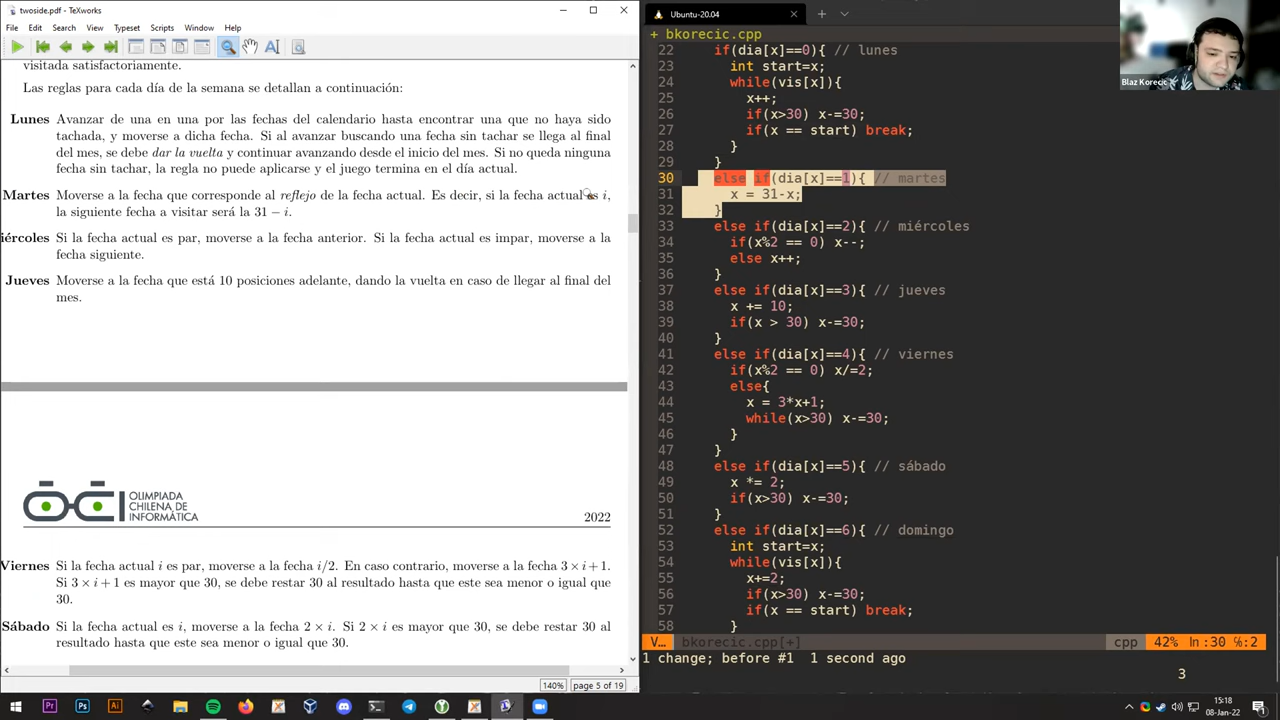 twoside.pdf - TeXworks
File Edit Search View Typeset Scripts Window Help
visitada satisfactoriamente.
Las reglas para cada día de la semana se detallan a continuación:
Lunes Avanzar de una en una por las fechas del calendario hasta encontrar una que no haya sido
tachada, y moverse a dicha fecha. Si al avanzar buscando una fecha sin tachar se llega al final
del mes, se debe dar la vuelta y continuar avanzando desde el inicio del mes. Si no queda ninguna
fecha sin tachar, la regla no puede aplicarse y el juego termina en el día actual.
Martes Moverse a la fecha que corresponde al reflejo de la fecha actual. Es decir, si la fecha actual es i,
la siguiente fecha a visitar será la 31 − i.
iércoles Si la fecha actual es par, moverse a la fecha anterior. Si la fecha actual es impar, moverse a la
fecha siguiente.
Jueves Moverse a la fecha que está 10 posiciones adelante, dando la vuelta en caso de llegar al final del
mes.
OLIMPIADA
CHILENA DE
INFORMÁTICA
2022
Viernes Si la fecha actual i es par, moverse a la fecha i/2. En caso contrario, moverse a la fecha 3 × i + 1.
Si 3 × i + 1 es mayor que 30, se debe restar 30 al resultado hasta que este sea menor o igual que
30.
Sábado Si la fecha actual es i, moverse a la fecha 2 × i. Si 2 × i es mayor que 30, se debe restar 30 al
resultado hasta que este sea menor o igual que 30.
140% page 5 of 19
Ubuntu-20.04
+ bkorecic.cpp
22 if(dia[x]==0){ // lunes
23 int start=x;
24 while(vis[x]){
25 x++;
26 if(x>30) x-=30;
27 if(x == start) break;
28 }
29 }
30 else if(dia[x]==1){ // martes
31 x = 31-x;
32 }
33 else if(dia[x]==2){ // miércoles
34 if(x%2 == 0) x--;
35 else x++;
36 }
37 else if(dia[x]==3){ // jueves
38 x += 10;
39 if(x > 30) x-=30;
40 }
41 else if(dia[x]==4){ // viernes
42 if(x%2 == 0) x/=2;
43 else{
44 x = 3*x+1;
45 while(x>30) x-=30;
46 }
47 }
48 else if(dia[x]==5){ // sábado
49 x *= 2;
50 if(x>30) x-=30;
51 }
52 else if(dia[x]==6){ // domingo
53 int start=x;
54 while(vis[x]){
55 x+=2;
56 if(x>30) x-=30;
57 if(x == start) break;
58 }
V… bkorecic.cpp[+] cpp 42% ln:30 ℅:2
1 change; before #1 1 second ago
3
Blaz Korecic
Pr Ps Ai
15:18
08-Jan-22